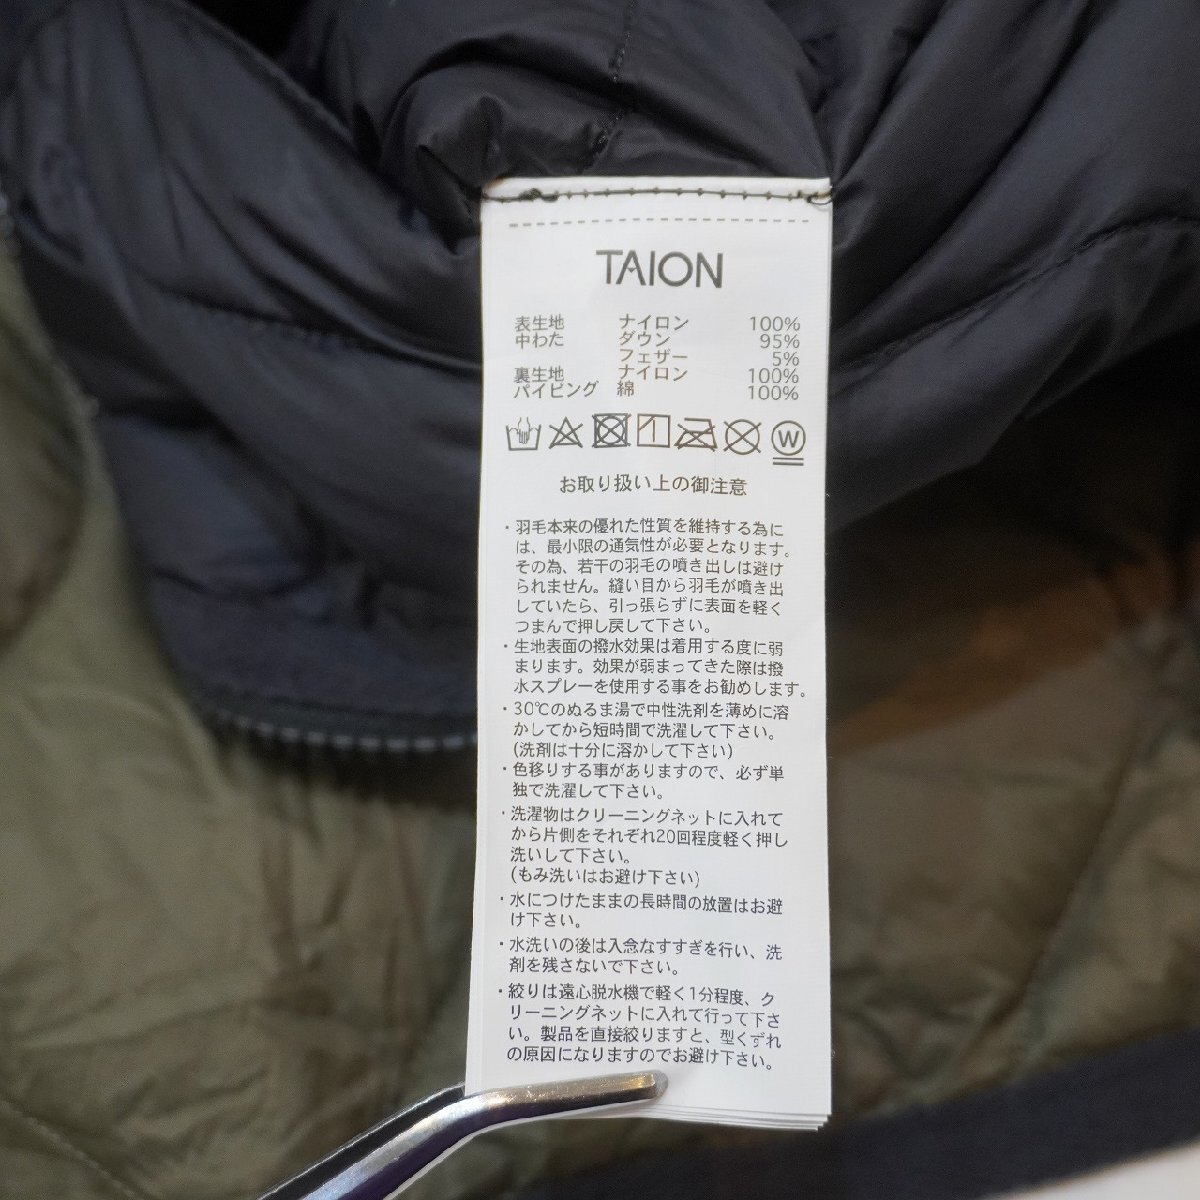 TAION
表生地 ナイロン 100%
中わた ダウン 95%
フェザー 5%
裏生地 ナイロン 100%
パイピング 綿 100%
W
お取り扱い上の御注意
・羽毛本来の優れた性質を維持する為に
は、最小限の通気性が必要となります。
その為、若干の羽毛の噴き出しは避け
られません。縫い目から羽毛が噴き出
していたら、引っ張らずに表面を軽く
つまんで押し戻して下さい。
・生地表面の撥水効果は着用する度に弱
まります。効果が弱まってきた際は撥
水スプレーを使用する事をお勧めします。
・30℃のぬるま湯で中性洗剤を薄めに溶
かしてから短時間で洗濯して下さい。
(洗剤は十分に溶かして下さい)
・色移りする事がありますので、必ず単
独で洗濯して下さい。
・洗濯物はクリーニングネットに入れて
から片側をそれぞれ20回程度軽く押し
洗いして下さい。
(もみ洗いはお避け下さい)
・水につけたままの長時間の放置はお避
け下さい。
・水洗いの後は入念なすすぎを行い、洗
剤を残さないで下さい。
・絞りは遠心脱水機で軽く1分程度、ク
リーニングネットに入れて行って下さ
い。製品を直接絞りますと、型くずれ
の原因になりますのでお避け下さい。